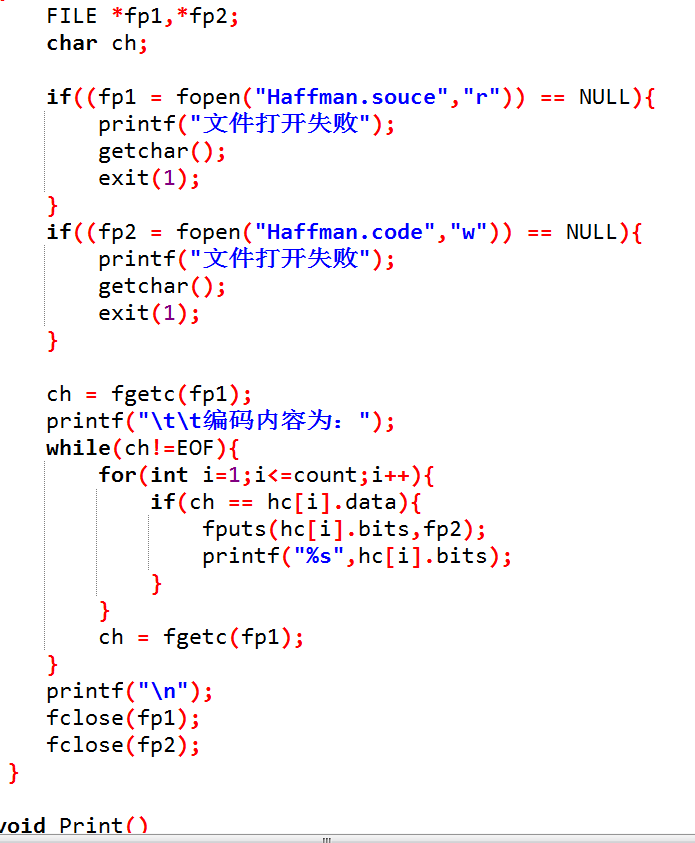 FILE *fp1,*fp2;
char ch;
if((fp1 = fopen("Haffman.souce","r")) == NULL){
printf("文件打开失败");
getchar();
exit(1);
}
if((fp2 = fopen("Haffman.code","w")) == NULL){
printf("文件打开失败");
getchar();
exit(1);
}
ch = fgetc(fp1);
printf("\t\t编码内容为：");
while(ch!=EOF){
for(int i=1;i<=count;i++){
if(ch == hc[i].data){
fputs(hc[i].bits,fp2);
printf("%s",hc[i].bits);
}
}
ch = fgetc(fp1);
}
printf("\n");
fclose(fp1);
fclose(fp2);
}
void Print()